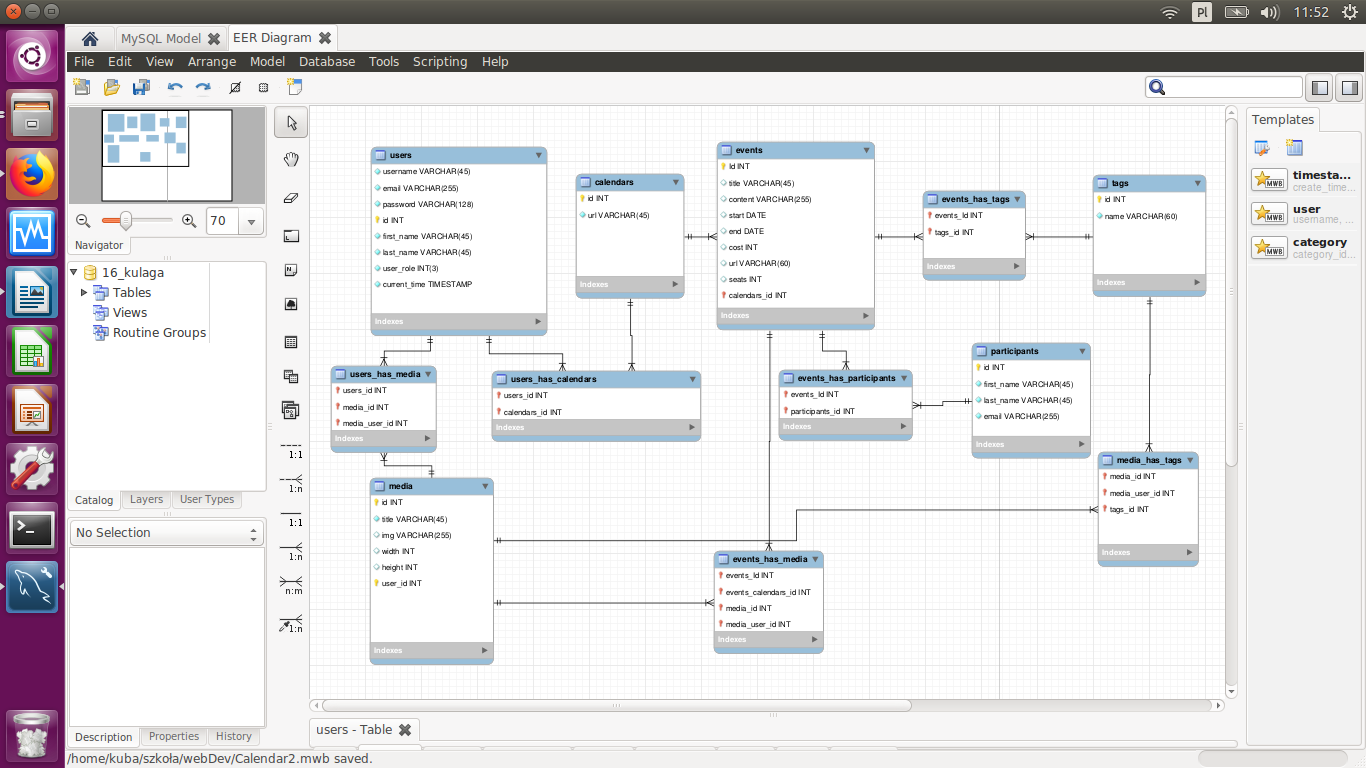 Pl
11:52
MySQL Model
EER Diagram
File Edit View Arrange Model Database Tools Scripting Help
70
Navigator
16_kulaga
Tables
Views
Routine Groups
Catalog Layers User Types
No Selection
Description Properties History
1:1
1:n
1:1
1:n
n:m
1:n
users
username VARCHAR(45)
email VARCHAR(255)
password VARCHAR(128)
id INT
first_name VARCHAR(45)
last_name VARCHAR(45)
user_role INT(3)
current_time TIMESTAMP
Indexes
calendars
id INT
url VARCHAR(45)
Indexes
events
Id INT
title VARCHAR(45)
content VARCHAR(255)
start DATE
end DATE
cost INT
url VARCHAR(60)
seats INT
calendars_id INT
Indexes
events_has_tags
events_Id INT
tags_id INT
Indexes
tags
id INT
name VARCHAR(60)
Indexes
users_has_media
users_id INT
media_id INT
media_user_id INT
Indexes
users_has_calendars
users_id INT
calendars_id INT
Indexes
events_has_participants
events_Id INT
participants_id INT
Indexes
participants
id INT
first_name VARCHAR(45)
last_name VARCHAR(45)
email VARCHAR(255)
Indexes
media_has_tags
media_id INT
media_user_id INT
tags_id INT
Indexes
media
id INT
title VARCHAR(45)
img VARCHAR(255)
width INT
height INT
user_id INT
Indexes
events_has_media
events_Id INT
events_calendars_id INT
media_id INT
media_user_id INT
Indexes
Templates
MWB
timesta...
create_time...
MWB
user
username, ...
MWB
category
category_id...
users - Table
/home/kuba/szkoła/webDev/Calendar2.mwb saved.